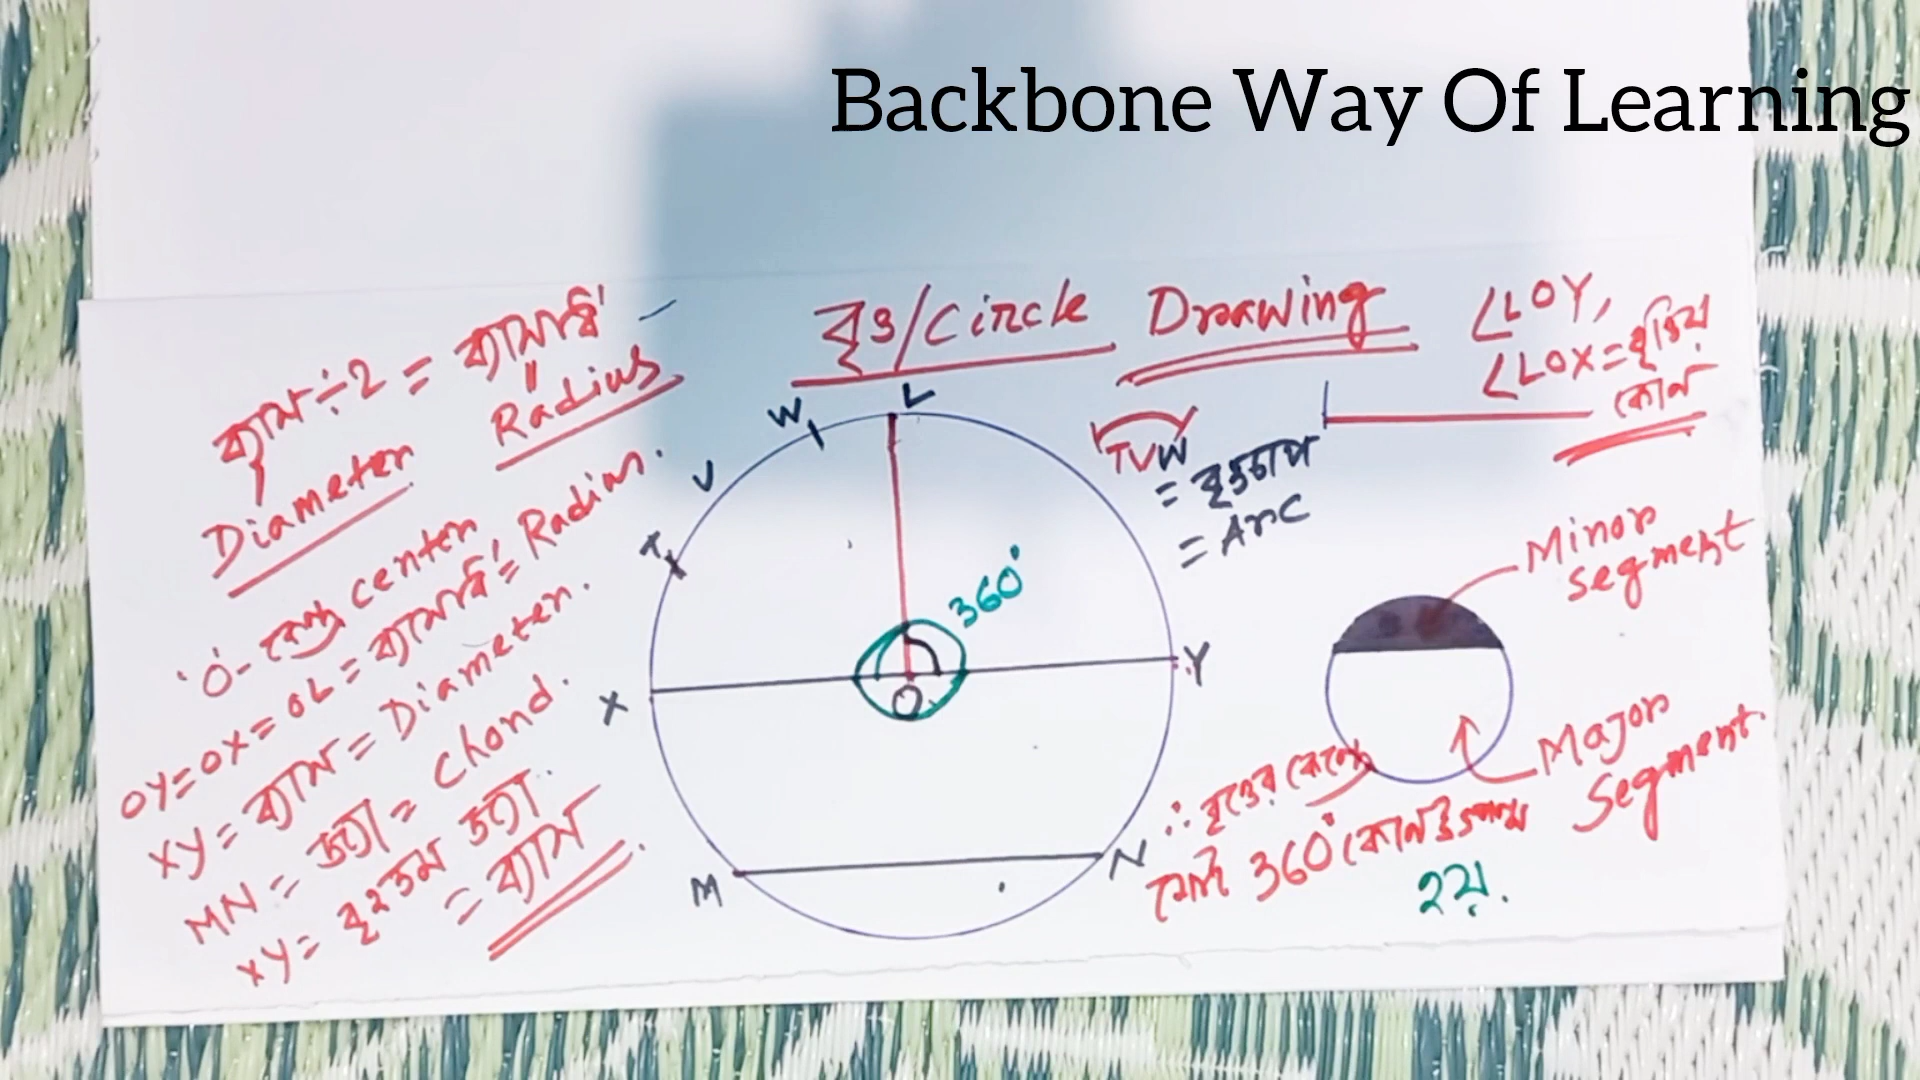 Backbone Way Of Learning
বৃত্ত/Circle Drawing
ব্যাস÷2 = ব্যাসার্ধ
Diameter
Radius
'O'- কেন্দ্র center
OY=OX=OL= ব্যাসার্ধ= Radius.
XY= ব্যাস= Diameter.
MN= জ্যা= Chord.
XY= বৃহত্তম জ্যা.
= ব্যাস
W
L
V
T
X
Y
O
360°
M
N
TVW
= বৃত্তচাপ
= Arc
∠LOY,
∠LOX=
কোন
Minor
segment
Major
segment.
∴ বৃত্তের কেন্দ্রে
মোট 360° কোন উৎপন্ন
হয়.